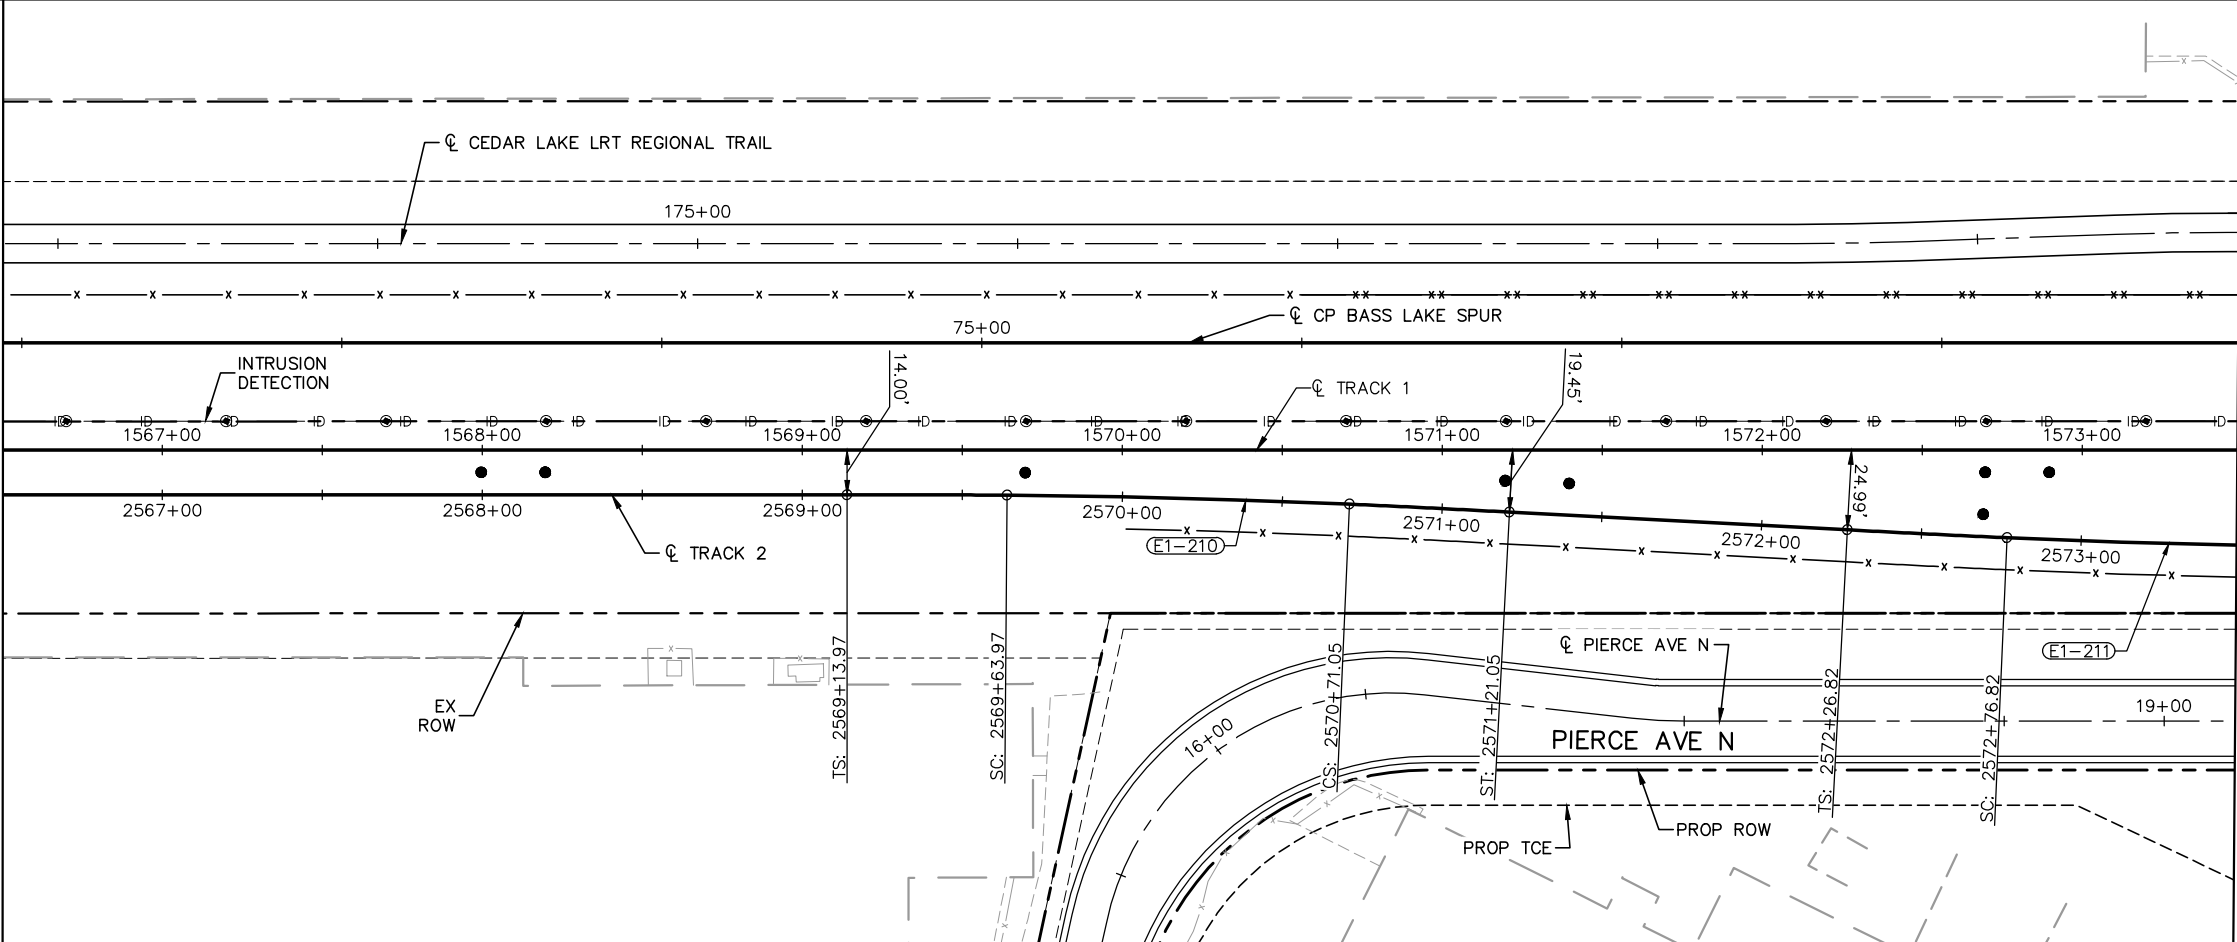 ℄ CEDAR LAKE LRT REGIONAL TRAIL
175+00
℄ CP BASS LAKE SPUR
75+00
INTRUSION
DETECTION
14.00'
19.45'
℄ TRACK 1
1567+00
1568+00
1569+00
1570+00
1571+00
1572+00
1573+00
24.99'
2567+00
2568+00
2569+00
2570+00
2571+00
2572+00
2573+00
℄ TRACK 2
E1-210
E1-211
TS: 2569+13.97
SC: 2569+63.97
CS: 2570+71.05
ST: 2571+21.05
TS: 2572+26.82
SC: 2572+76.82
℄ PIERCE AVE N
EX
ROW
16+00
19+00
PIERCE AVE N
PROP ROW
PROP TCE